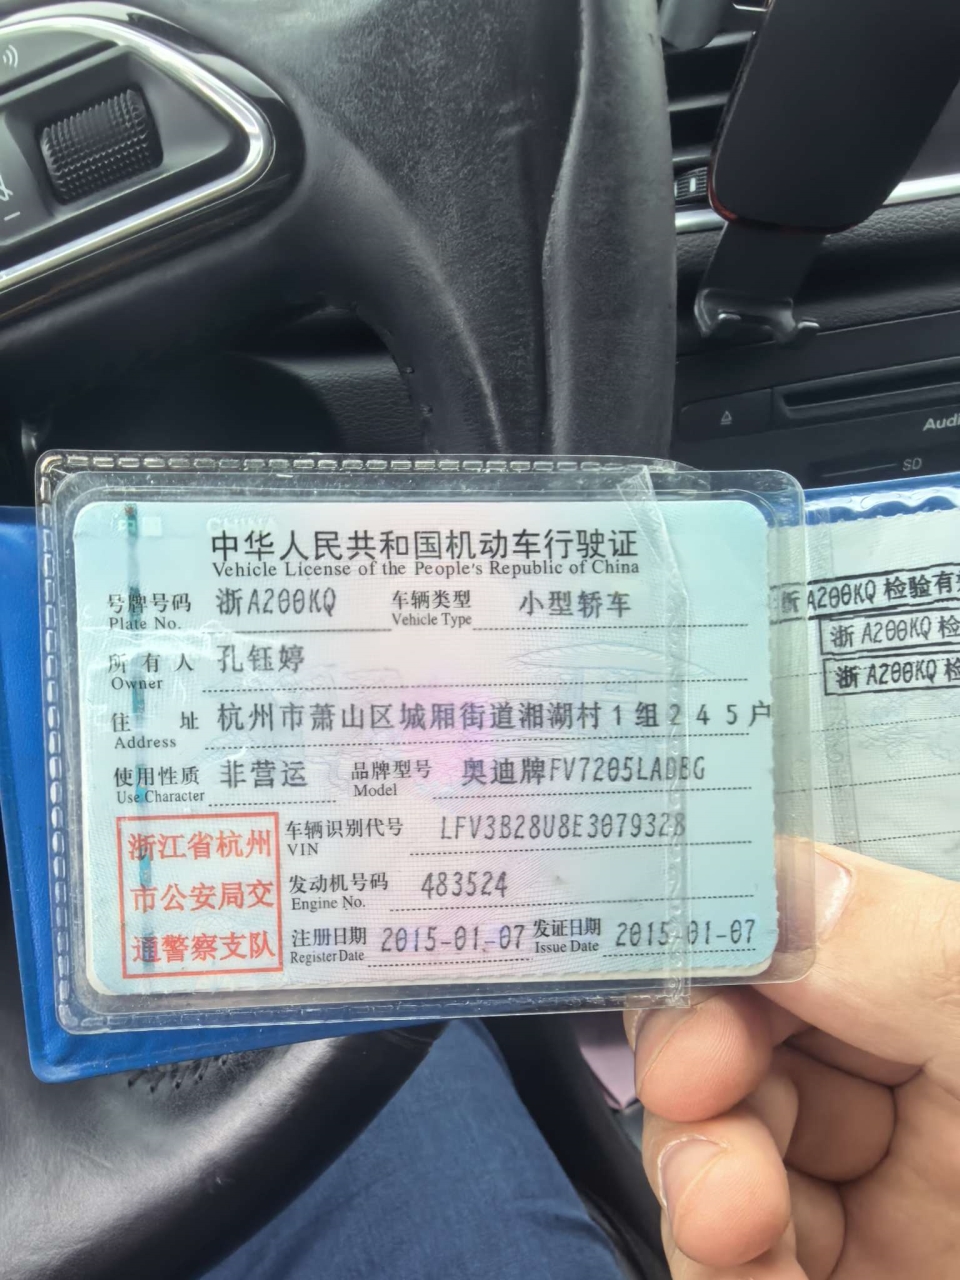 Audi
SD
中国 CHINA
中华人民共和国机动车行驶证
Vehicle License of the People's Republic of China
号牌号码 浙A200KQ 车辆类型 小型轿车
Plate No. Vehicle Type
所有人 孔钰婷
Owner
住址 杭州市萧山区城厢街道湘湖村1组245户
Address
使用性质 非营运 品牌型号 奥迪牌FV7205LADBG
Use Character Model
浙江省杭州
市公安局交
通警察支队
车辆识别代号 LFV3B28U8E3079328
VIN
发动机号码 483524
Engine No.
注册日期 2015-01-07 发证日期 2015-01-07
Register Date Issue Date
浙A200KQ 检验有
浙A200KQ 检
浙A200KQ 检